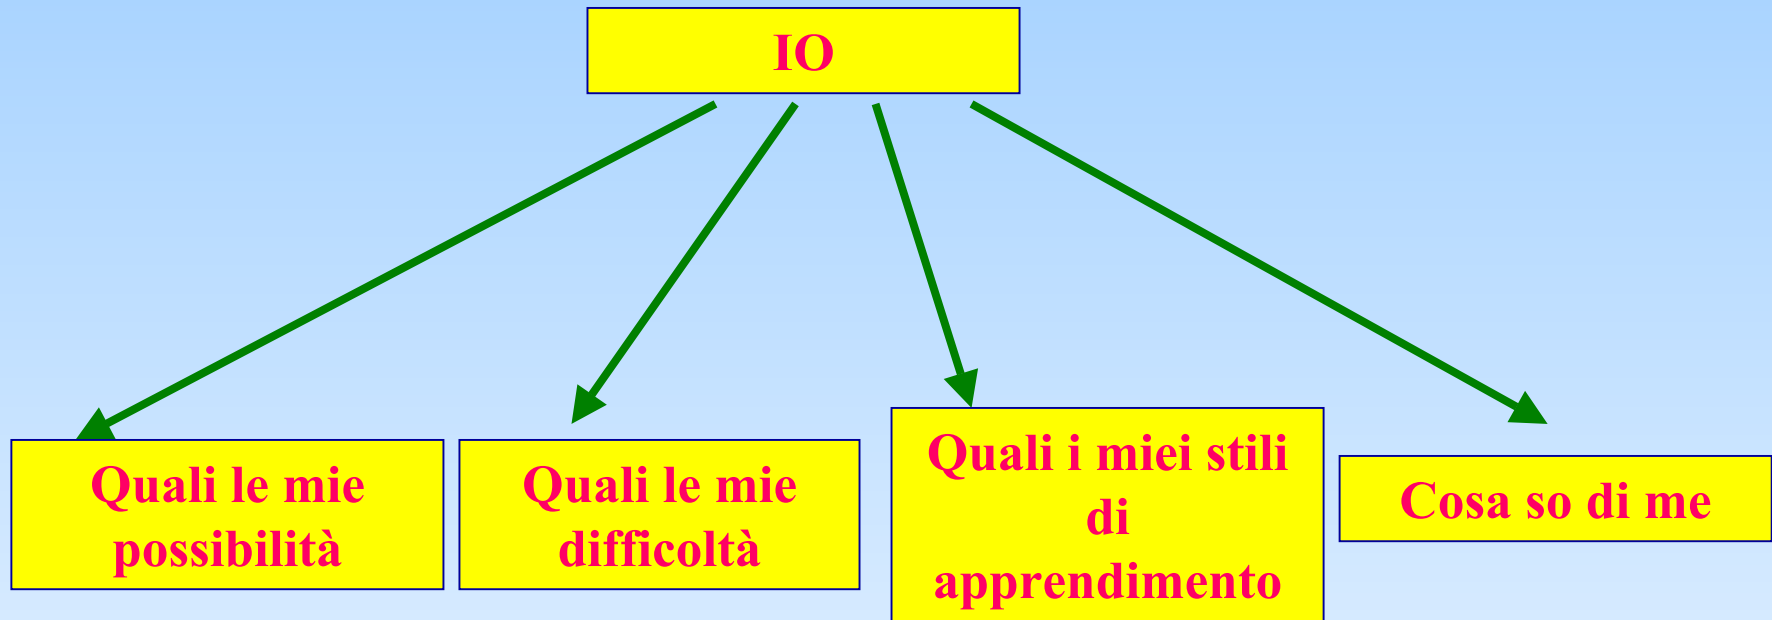 IO
Quali le mie
possibilità
Quali le mie
difficoltà
Quali i miei stili
di
apprendimento
Cosa so di me